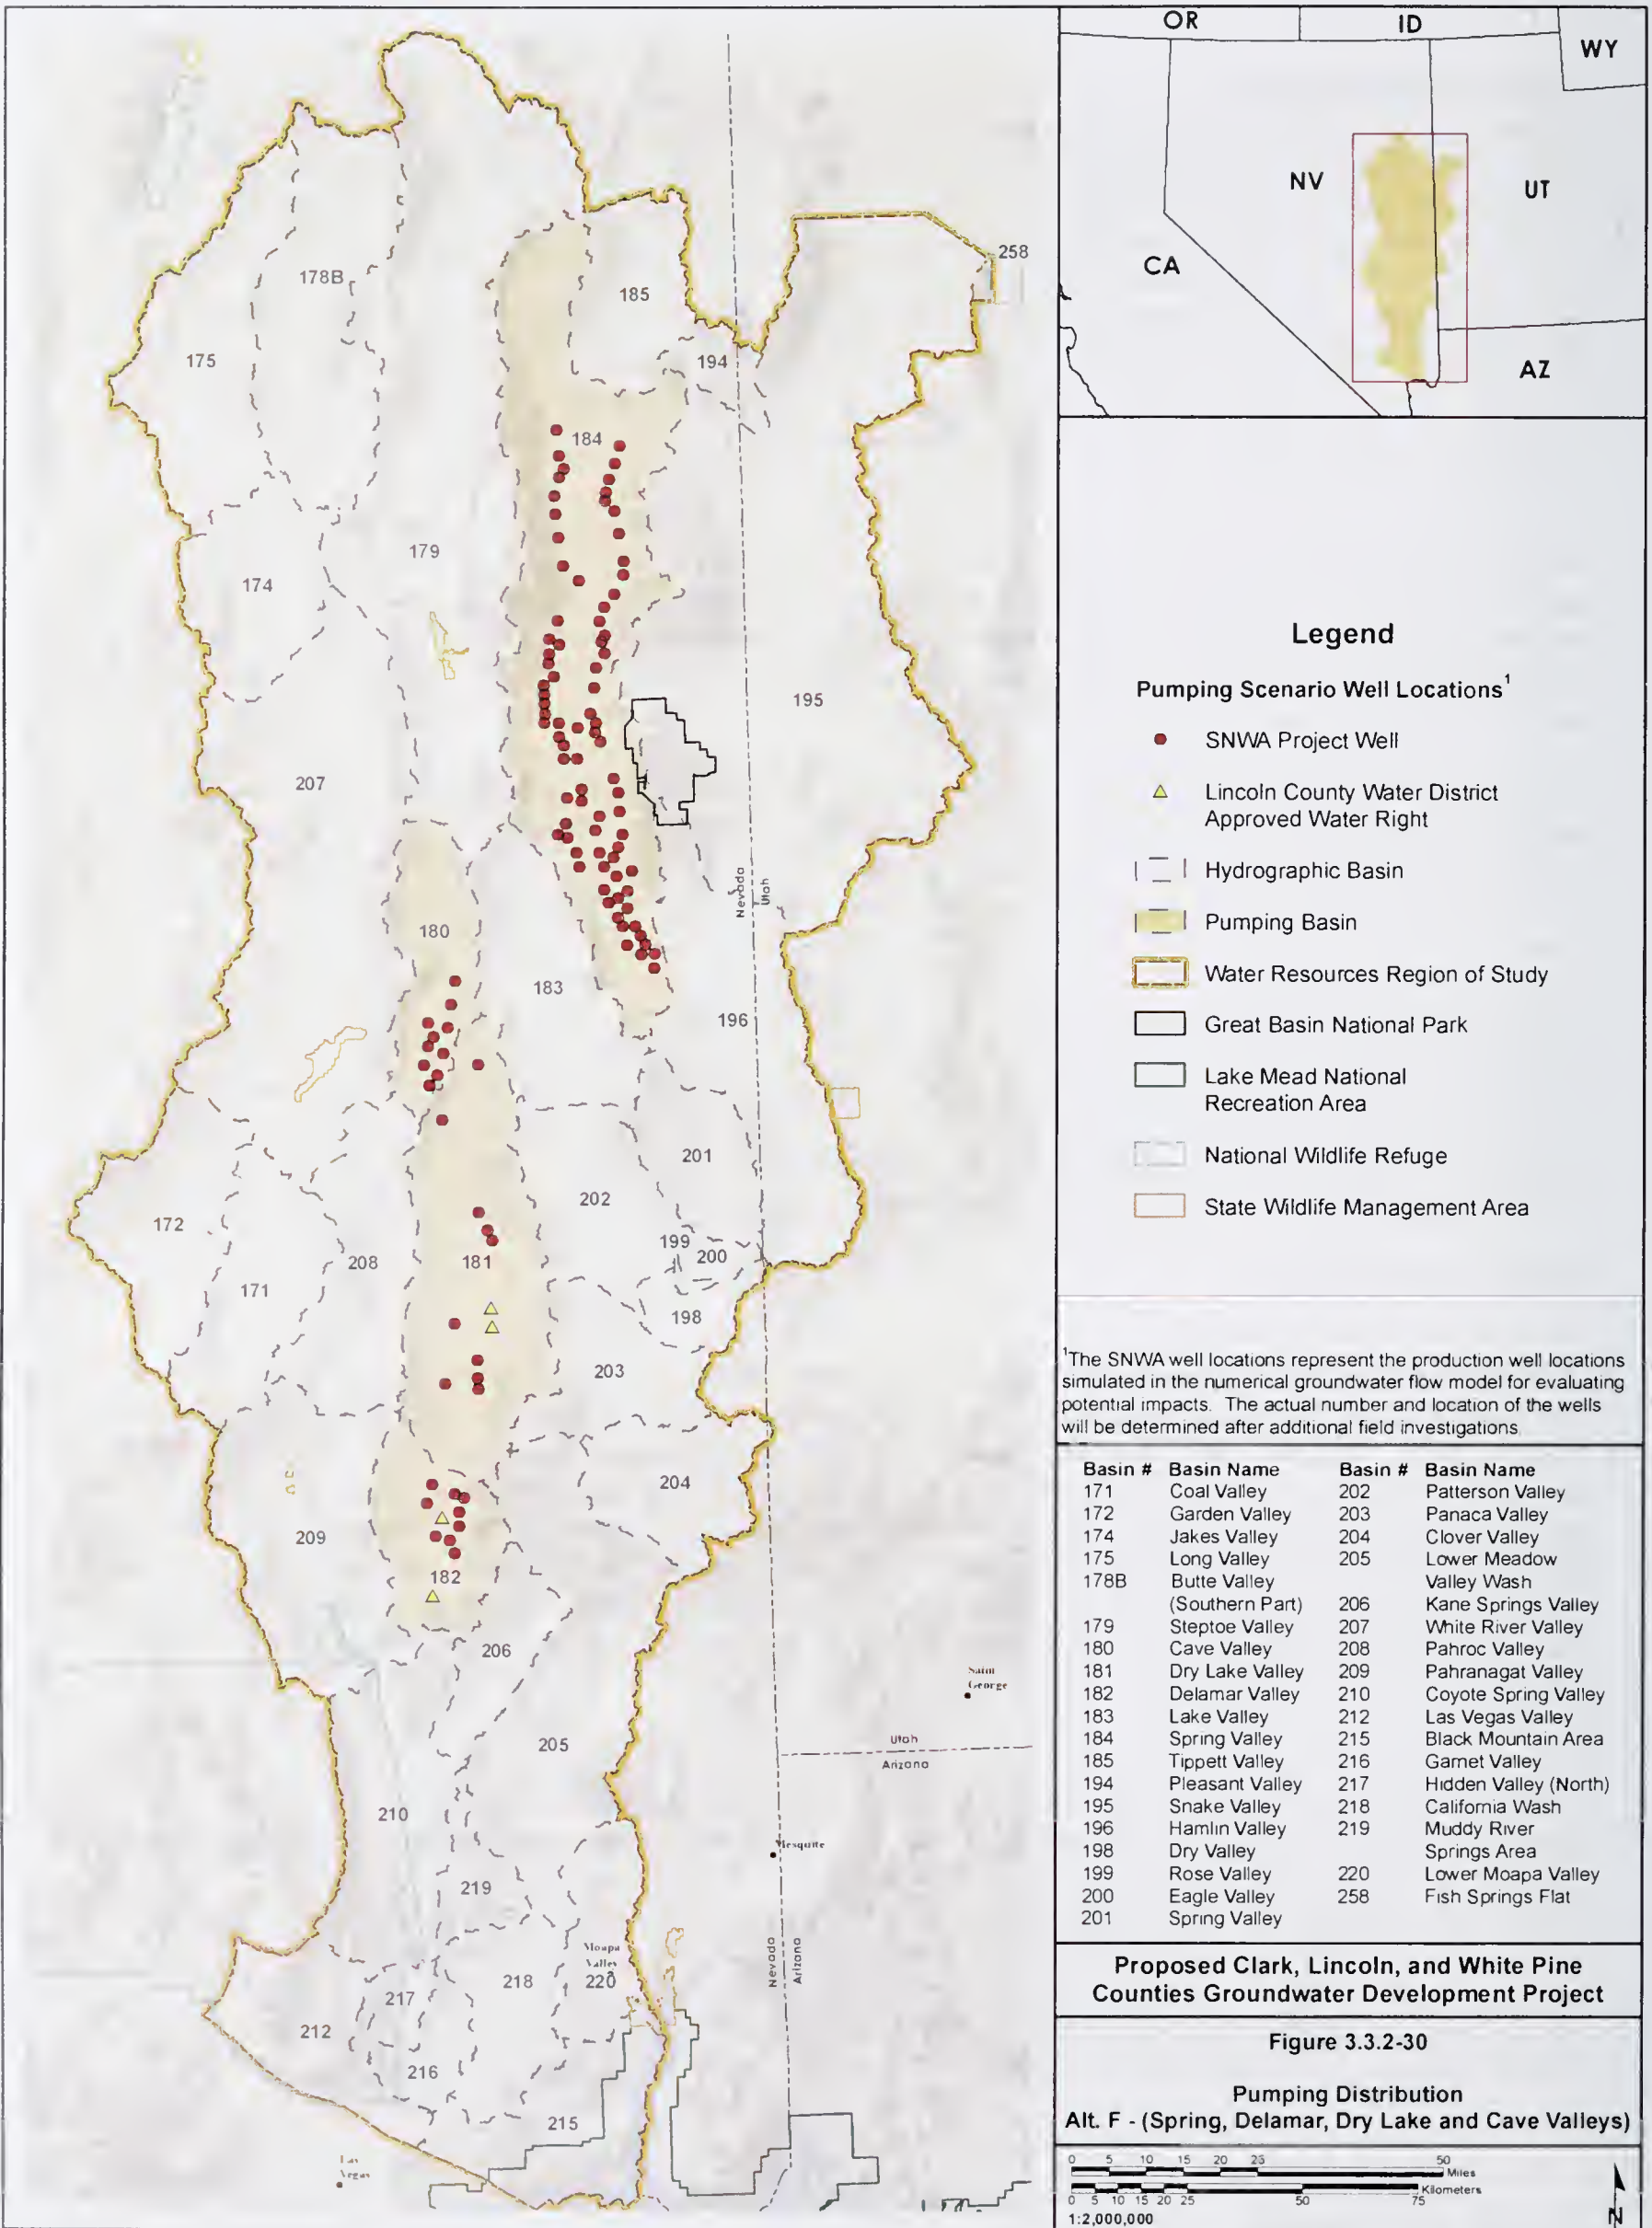 OR
ID
WY
NV
UT
CA
AZ
258
178B
185
175
194
184
179
174
195
207
Nevada
Utah
180
183
196
201
202
172
199
200
208
181
171
198
203
204
209
182
206
Saint
George
205
Utah
Arizona
210
Mesquite
219
Moapa
Valley
Nevada
Arizona
218
220
217
212
216
215
Las
Vegas
Legend
Pumping Scenario Well Locations¹
SNWA Project Well
Lincoln County Water District
Approved Water Right
Hydrographic Basin
Pumping Basin
Water Resources Region of Study
Great Basin National Park
Lake Mead National
Recreation Area
National Wildlife Refuge
State Wildlife Management Area
¹The SNWA well locations represent the production well locations
simulated in the numerical groundwater flow model for evaluating
potential impacts. The actual number and location of the wells
will be determined after additional field investigations.
Basin # Basin Name Basin # Basin Name
171 Coal Valley 202 Patterson Valley
172 Garden Valley 203 Panaca Valley
174 Jakes Valley 204 Clover Valley
175 Long Valley 205 Lower Meadow
178B Butte Valley Valley Wash
(Southern Part) 206 Kane Springs Valley
179 Steptoe Valley 207 White River Valley
180 Cave Valley 208 Pahroc Valley
181 Dry Lake Valley 209 Pahranagat Valley
182 Delamar Valley 210 Coyote Spring Valley
183 Lake Valley 212 Las Vegas Valley
184 Spring Valley 215 Black Mountain Area
185 Tippett Valley 216 Garnet Valley
194 Pleasant Valley 217 Hidden Valley (North)
195 Snake Valley 218 California Wash
196 Hamlin Valley 219 Muddy River
198 Dry Valley Springs Area
199 Rose Valley 220 Lower Moapa Valley
200 Eagle Valley 258 Fish Springs Flat
201 Spring Valley
Proposed Clark, Lincoln, and White Pine
Counties Groundwater Development Project
Figure 3.3.2-30
Pumping Distribution
Alt. F - (Spring, Delamar, Dry Lake and Cave Valleys)
0 5 10 15 20 25 50
Miles
Kilometers
0 5 10 15 20 25 50 75
1:2,000,000
N